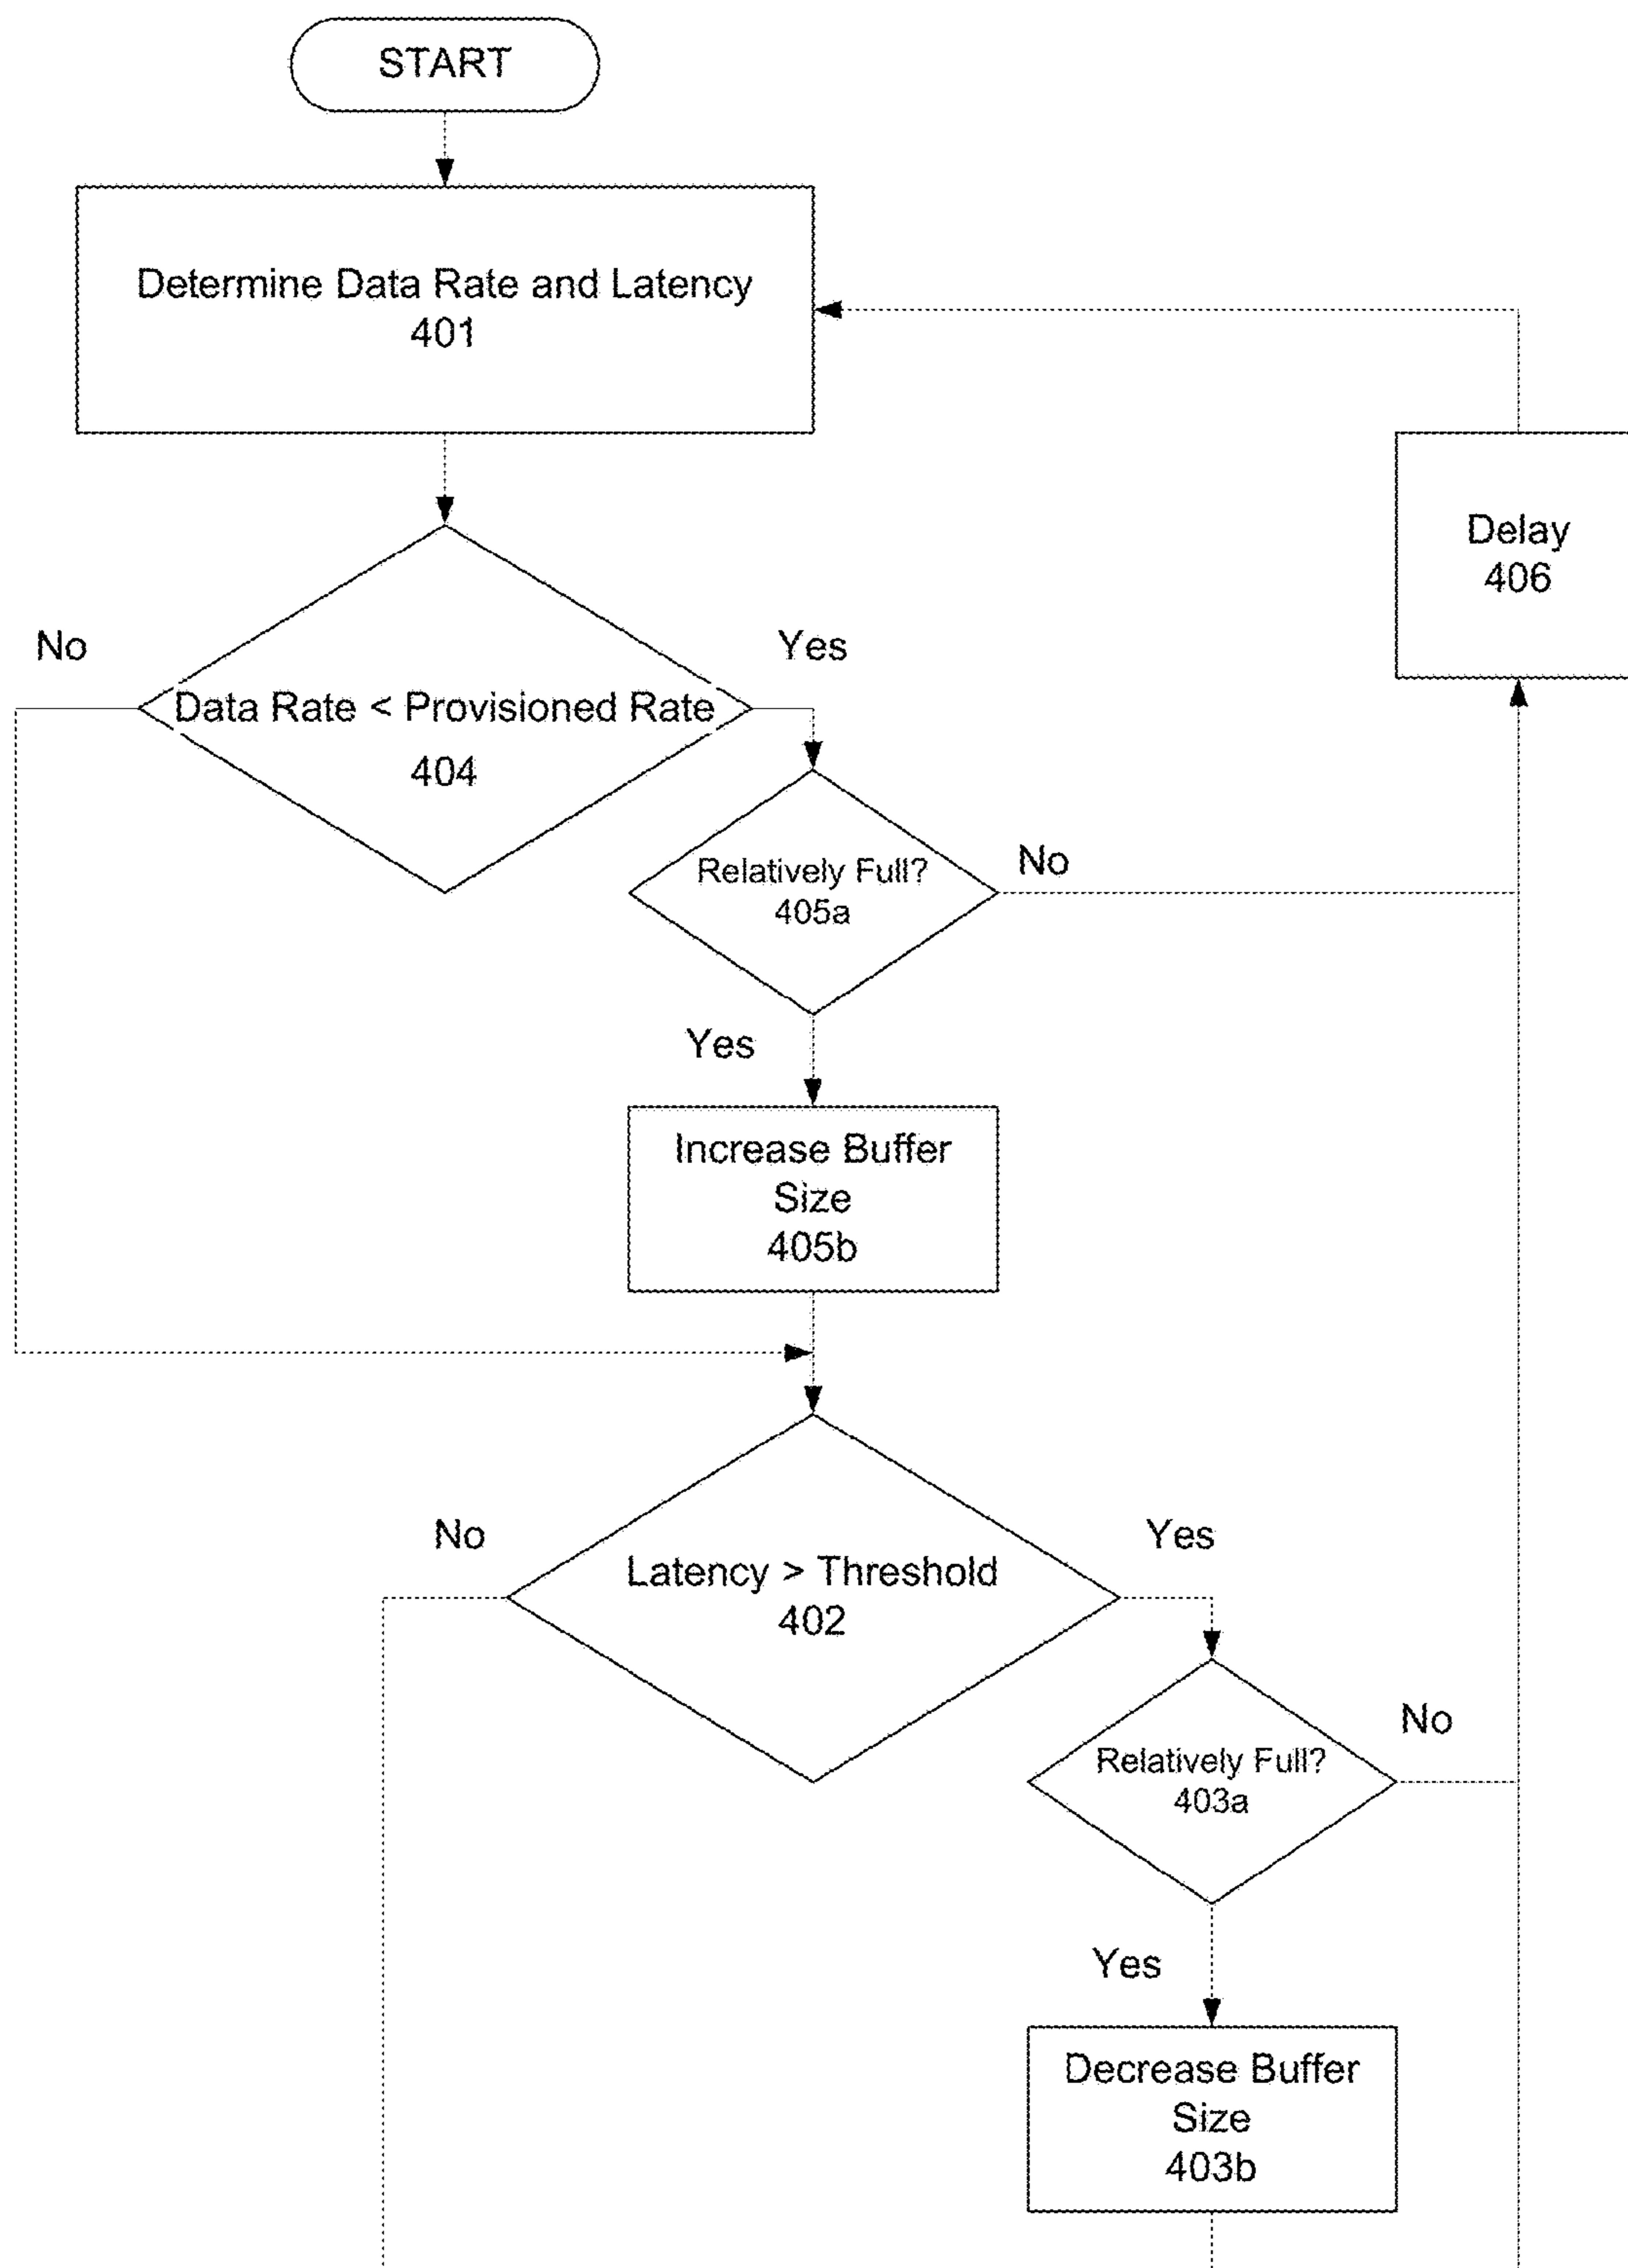 START
Determine Data Rate and Latency
401
Delay
406
No
Yes
Data Rate < Provisioned Rate
404
Relatively Full?
405a
No
Yes
Increase Buffer
Size
405b
No
Yes
Latency > Threshold
402
Relatively Full?
403a
No
Yes
Decrease Buffer
Size
403b